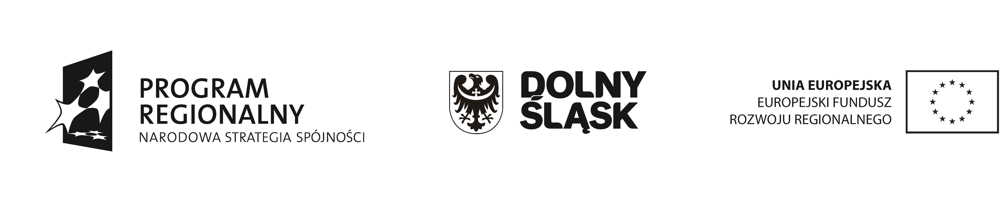 PROGRAM
REGIONALNY
NARODOWA STRATEGIA SPÓJNOŚCI
DOLNY
ŚLĄSK
UNIA EUROPEJSKA
EUROPEJSKI FUNDUSZ
ROZWOJU REGIONALNEGO